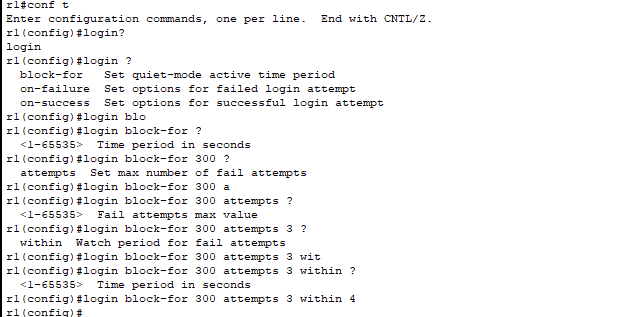 r1#conf t
Enter configuration commands, one per line.  End with CNTL/Z.
r1(config)#login?
login
r1(config)#login ?
  block-for   Set quiet-mode active time period
  on-failure  Set options for failed login attempt
  on-success  Set options for successful login attempt
r1(config)#login blo
r1(config)#login block-for ?
  <1-65535>  Time period in seconds
r1(config)#login block-for 300 ?
  attempts  Set max number of fail attempts
r1(config)#login block-for 300 a
r1(config)#login block-for 300 attempts ?
  <1-65535>  Fail attempts max value
r1(config)#login block-for 300 attempts 3 ?
  within  Watch period for fail attempts
r1(config)#login block-for 300 attempts 3 wit
r1(config)#login block-for 300 attempts 3 within ?
  <1-65535>  Time period in seconds
r1(config)#login block-for 300 attempts 3 within 4
r1(config)#